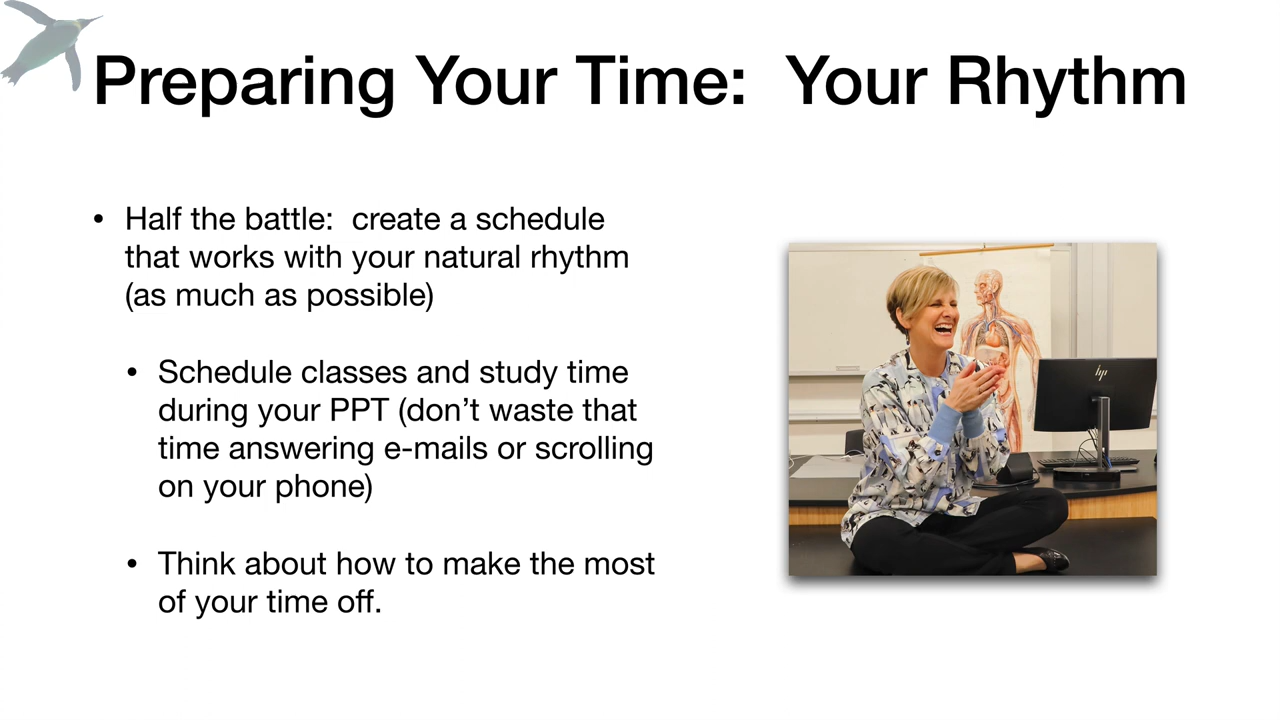 Preparing Your Time:  Your Rhythm
• Half the battle:  create a schedule
that works with your natural rhythm
(as much as possible)
• Schedule classes and study time
during your PPT (don’t waste that
time answering e-mails or scrolling
on your phone)
• Think about how to make the most
of your time off.
hp